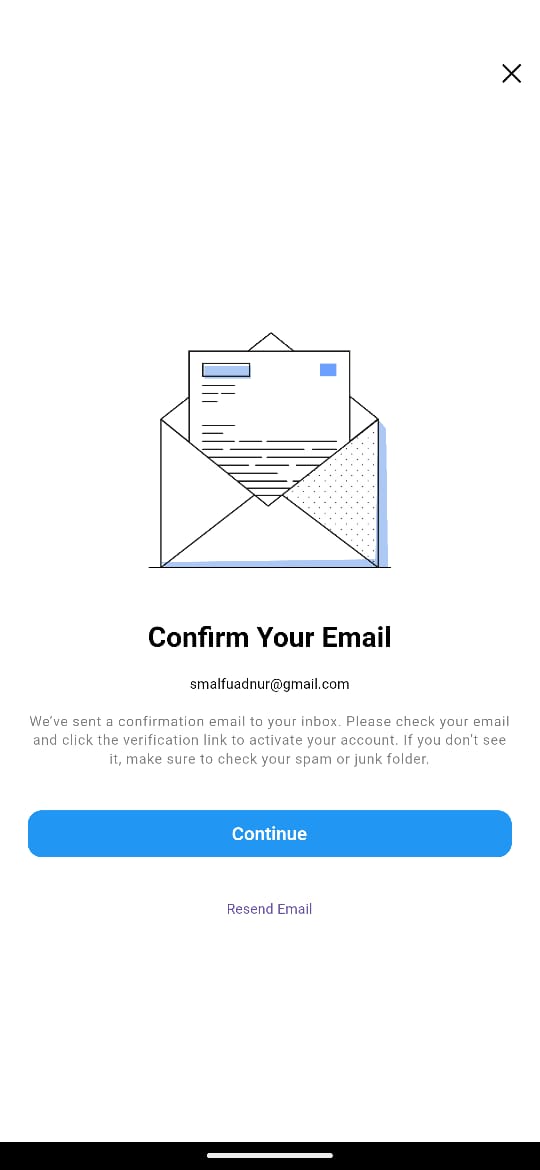 Confirm Your Email
smalfuadnur@gmail.com
We've sent a confirmation email to your inbox. Please check your email
and click the verification link to activate your account. If you don't see
it, make sure to check your spam or junk folder.
Continue
Resend Email